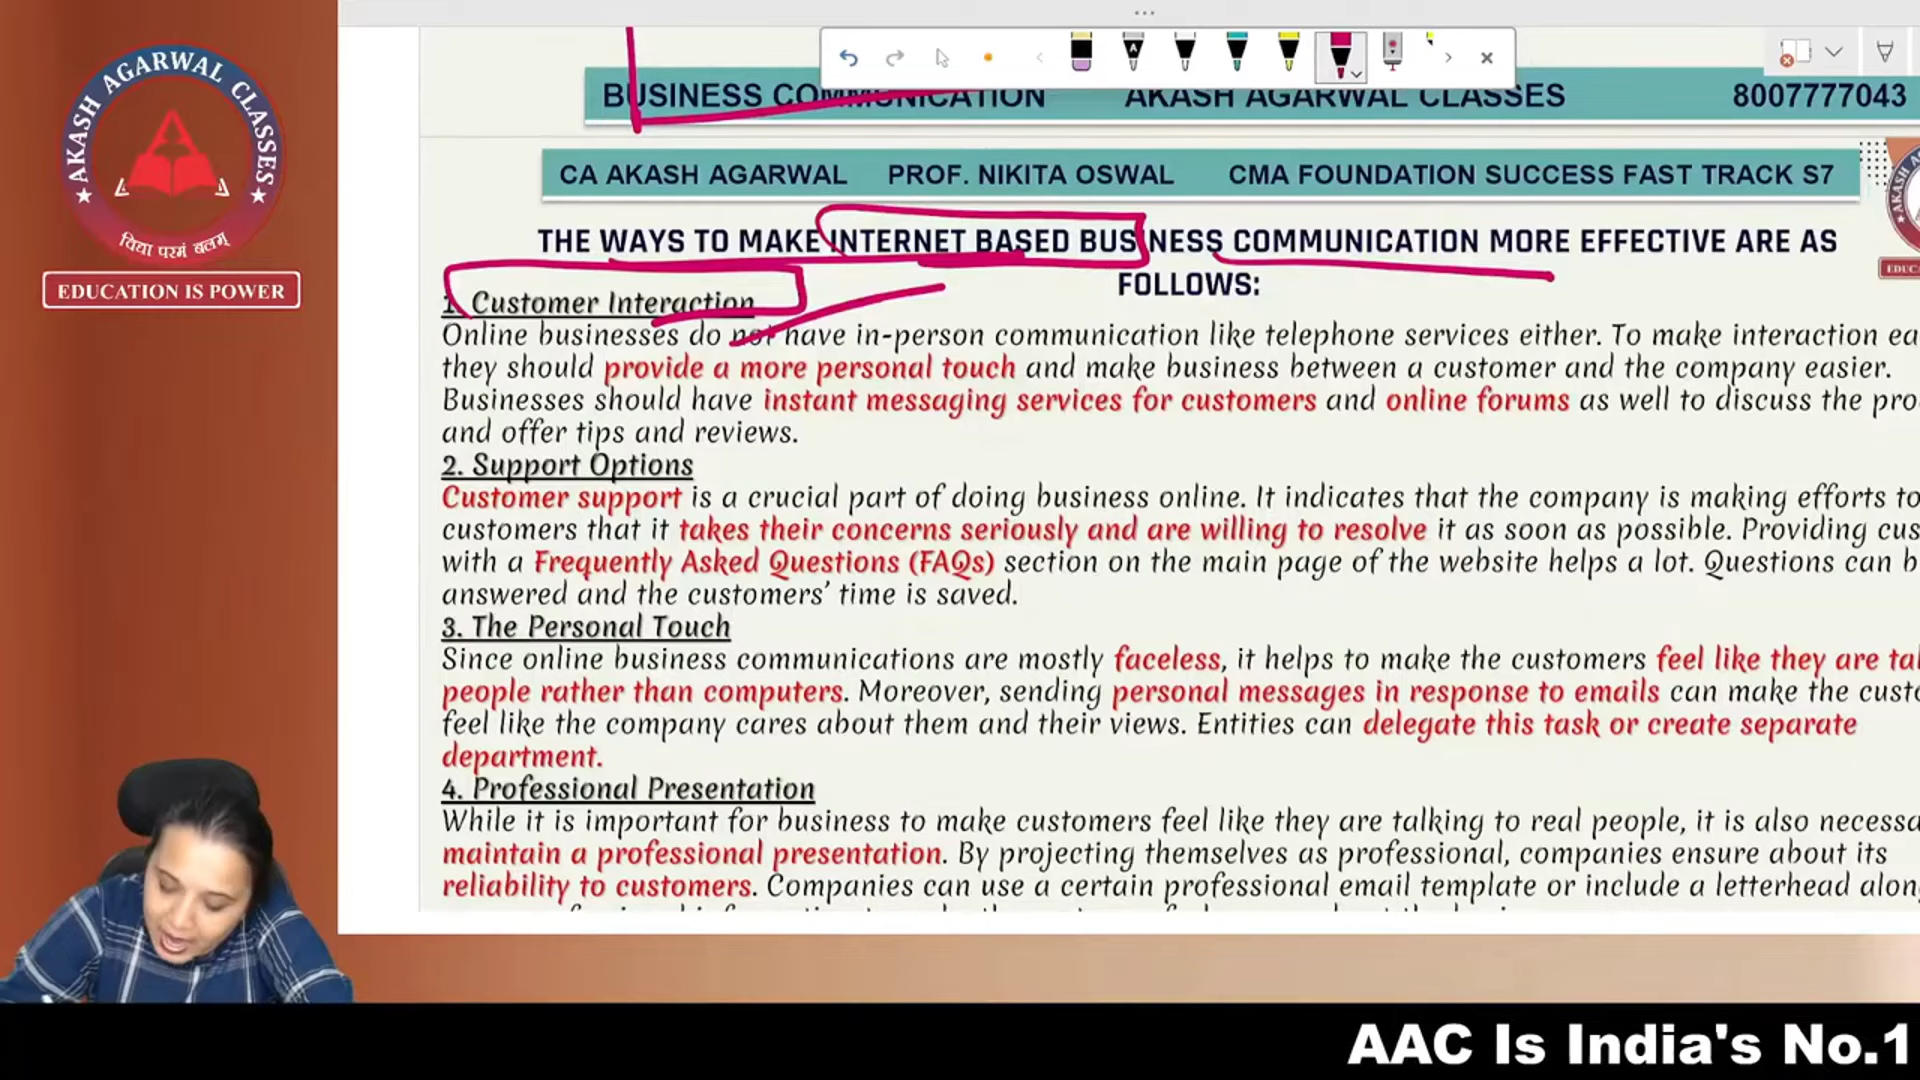 BUSINESS COMMUNICATION AKASH AGARWAL CLASSES 8007777043
CA AKASH AGARWAL PROF. NIKITA OSWAL CMA FOUNDATION SUCCESS FAST TRACK S7
AKASH AGARWAL CLASSES
विद्या परमं बलम्
EDUCATION IS POWER
THE WAYS TO MAKE INTERNET BASED BUSINESS COMMUNICATION MORE EFFECTIVE ARE AS
FOLLOWS:
1. Customer Interaction
Online businesses do not have in-person communication like telephone services either. To make interaction ea
they should provide a more personal touch and make business between a customer and the company easier.
Businesses should have instant messaging services for customers and online forums as well to discuss the pro
and offer tips and reviews.
2. Support Options
Customer support is a crucial part of doing business online. It indicates that the company is making efforts to
customers that it takes their concerns seriously and are willing to resolve it as soon as possible. Providing cus
with a Frequently Asked Questions (FAQs) section on the main page of the website helps a lot. Questions can b
answered and the customers’ time is saved.
3. The Personal Touch
Since online business communications are mostly faceless, it helps to make the customers feel like they are tal
people rather than computers. Moreover, sending personal messages in response to emails can make the custo
feel like the company cares about them and their views. Entities can delegate this task or create separate
department.
4. Professional Presentation
While it is important for business to make customers feel like they are talking to real people, it is also necessa
maintain a professional presentation. By projecting themselves as professional, companies ensure about its
reliability to customers. Companies can use a certain professional email template or include a letterhead alon
AAC Is India's No.1